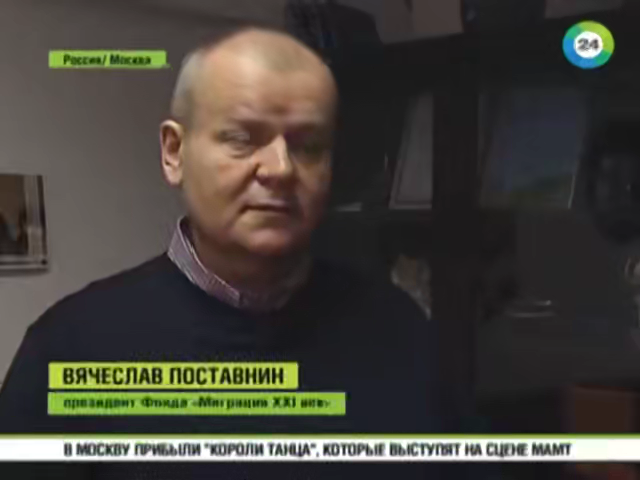 Россия/Москва
24
ВЯЧЕСЛАВ ПОСТАВНИН
президент Фонда «Миграция XXI век»
В МОСКВУ ПРИБЫЛИ "КОРОЛИ ТАНЦА", КОТОРЫЕ ВЫСТУПЯТ НА СЦЕНЕ МАМТ